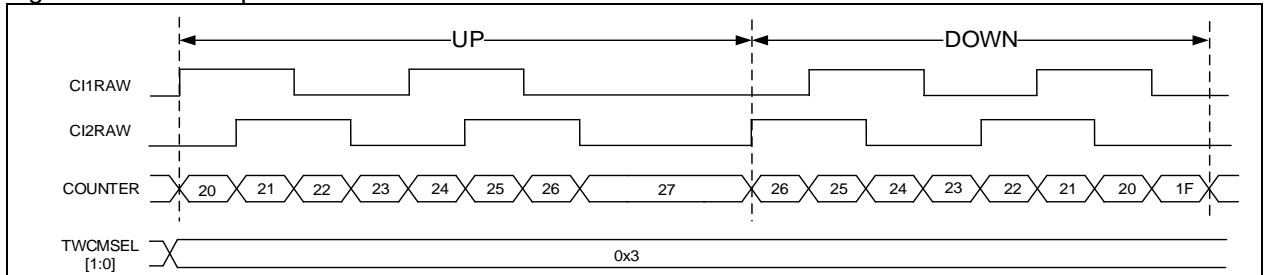 UP DOWN
CI1RAW
CI2RAW
COUNTER 20 21 22 23 24 25 26 27 26 25 24 23 22 21 20 1F
TWCMSEL
[1:0]
0x3